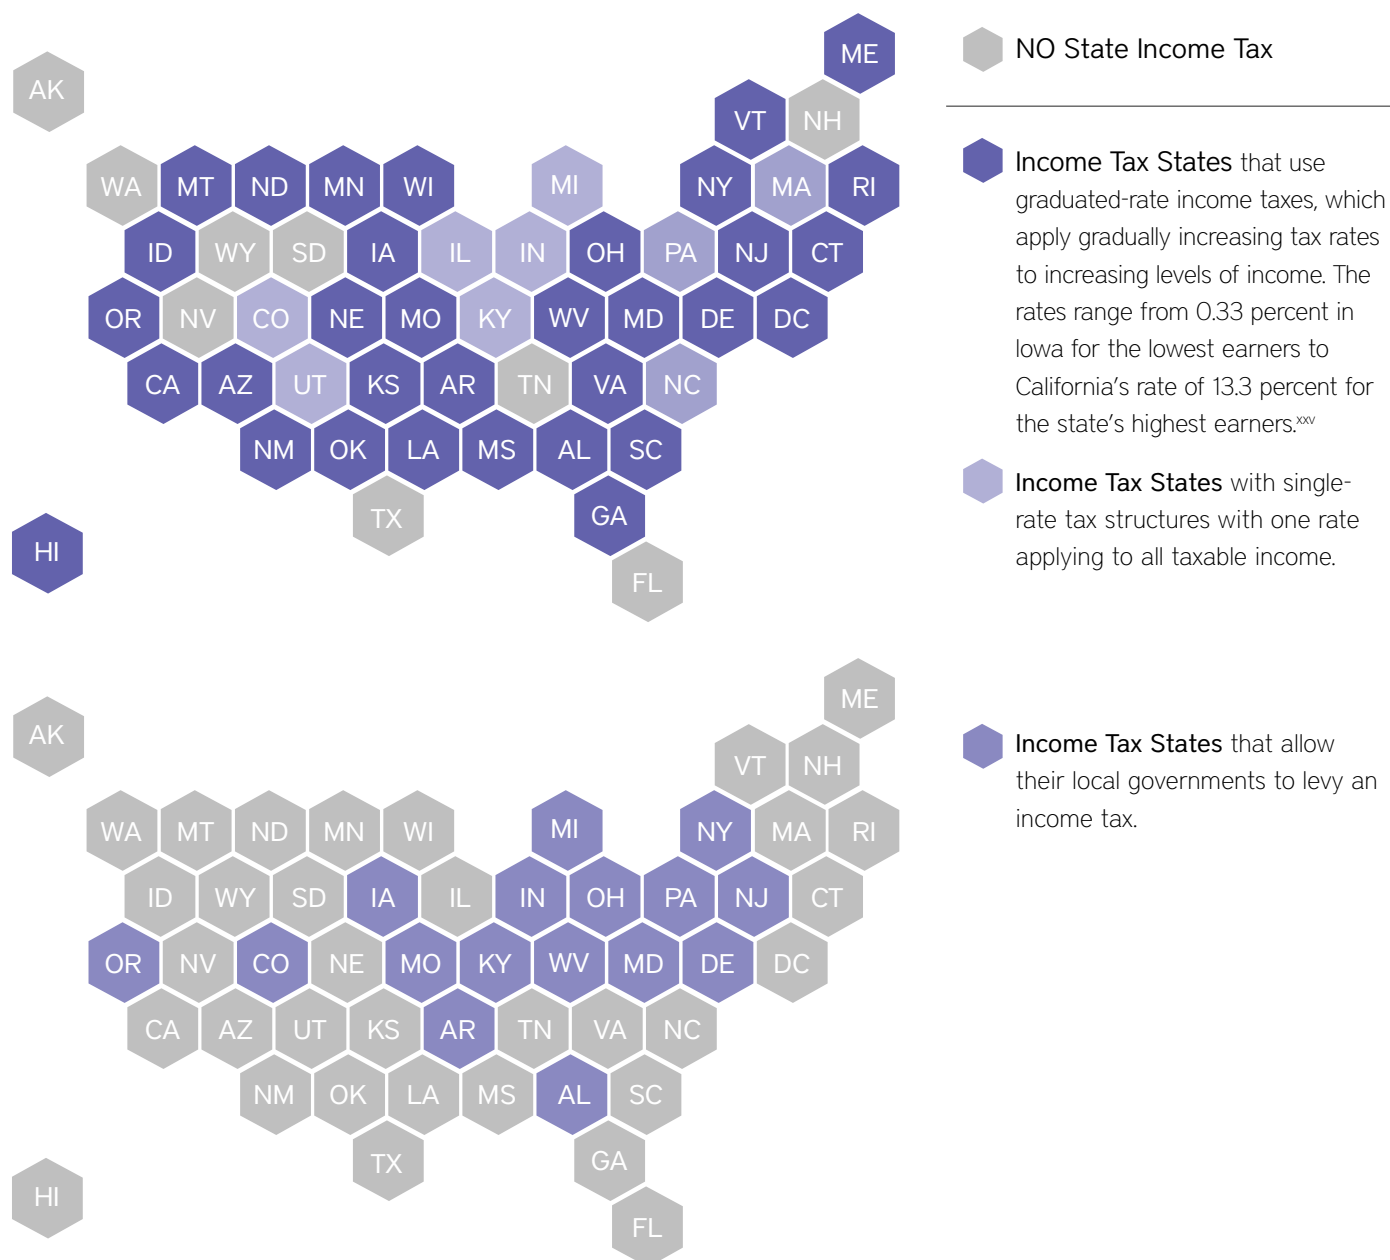 ME
AK
VT NH
WA MT ND MN WI MI NY MA RI
ID WY SD IA IL IN OH PA NJ CT
OR NV CO NE MO KY WV MD DE DC
CA AZ UT KS AR TN VA NC
NM OK LA MS AL SC
TX GA
HI
FL
NO State Income Tax
Income Tax States that use
graduated-rate income taxes, which
apply gradually increasing tax rates
to increasing levels of income. The
rates range from 0.33 percent in
Iowa for the lowest earners to
California’s rate of 13.3 percent for
the state’s highest earners.xxv
Income Tax States with single-
rate tax structures with one rate
applying to all taxable income.
ME
AK
VT NH
WA MT ND MN WI MI NY MA RI
ID WY SD IA IL IN OH PA NJ CT
OR NV CO NE MO KY WV MD DE DC
CA AZ UT KS AR TN VA NC
NM OK LA MS AL SC
TX GA
HI
FL
Income Tax States that allow
their local governments to levy an
income tax.